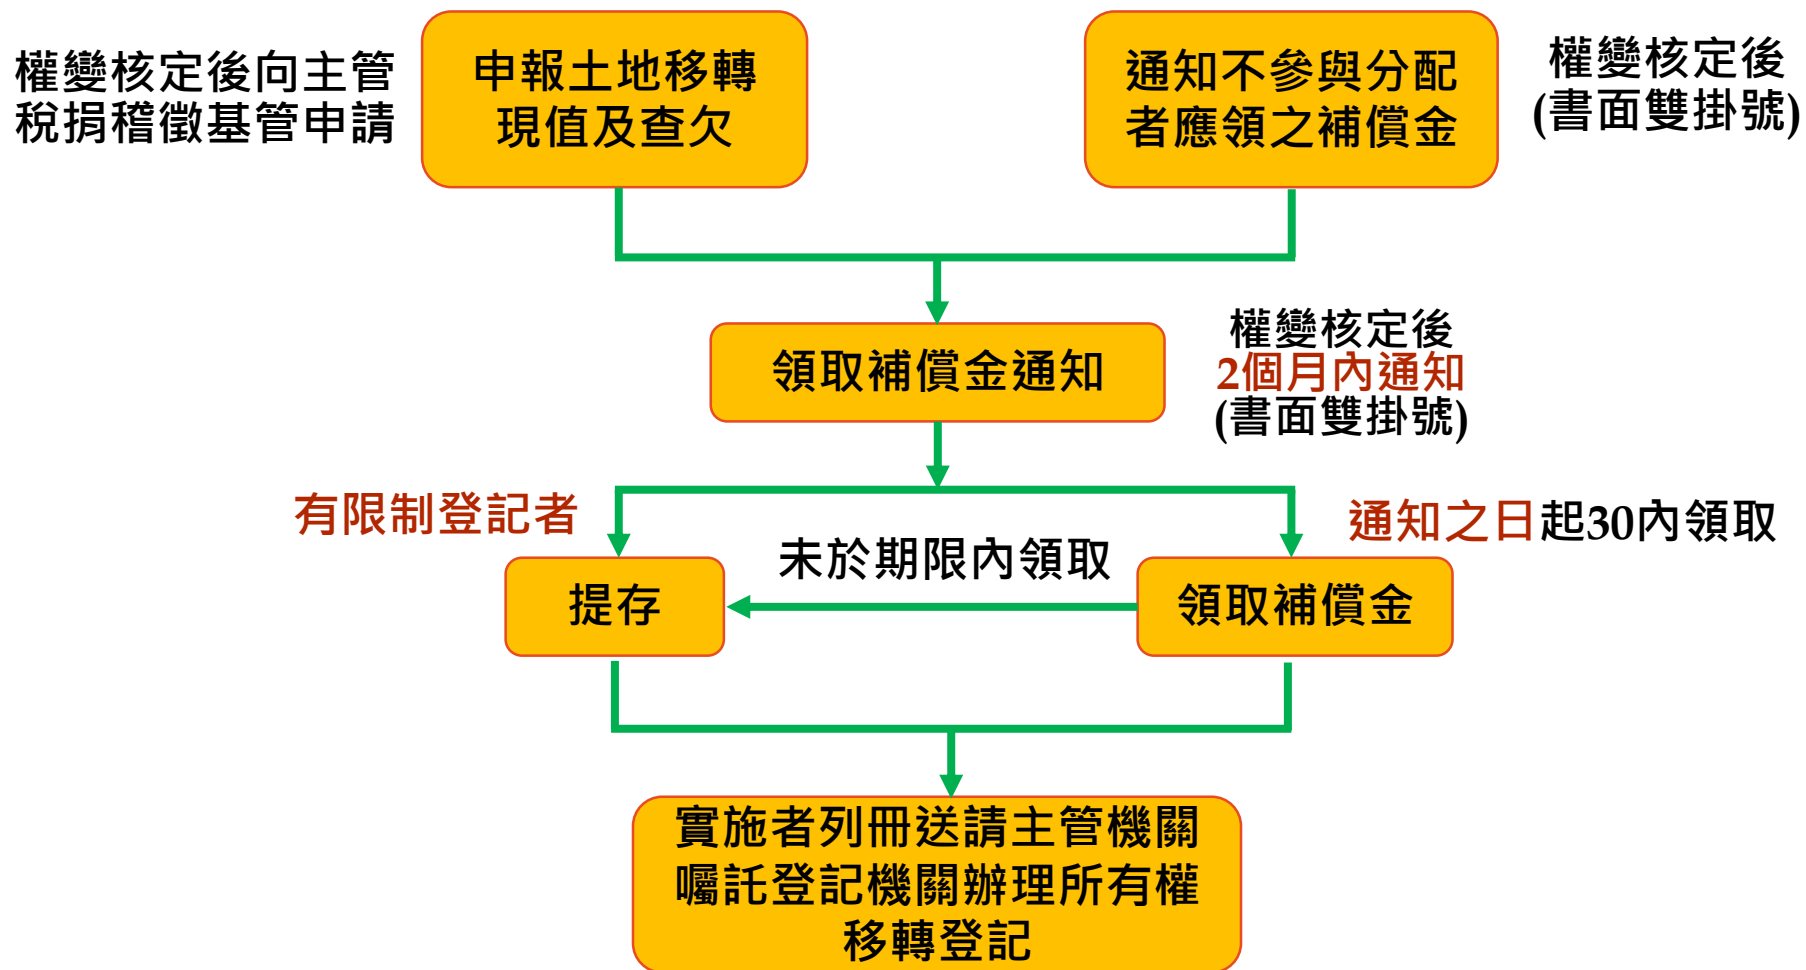 權變核定後向主管
稅捐稽徵基管申請
申報土地移轉
現值及查欠
通知不參與分配
者應領之補償金
權變核定後
(書面雙掛號)
領取補償金通知
權變核定後
2個月內通知
(書面雙掛號)
有限制登記者
通知之日起30內領取
未於期限內領取
提存
領取補償金
實施者列冊送請主管機關
囑託登記機關辦理所有權
移轉登記